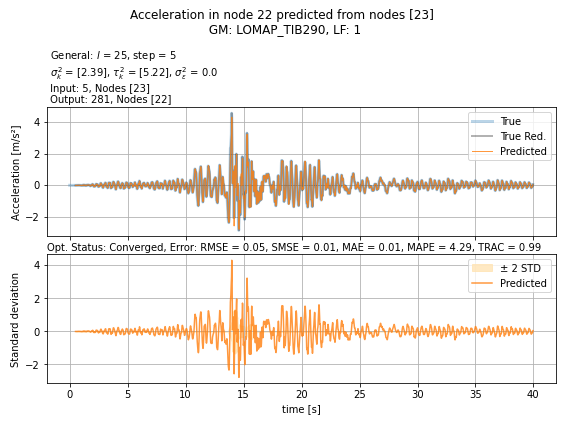 Acceleration in node 22 predicted from nodes [23]
GM: LOMAP_TIB290, LF: 1
General: l = 25, step = 5
σ²ₖ = [2.39], τ²ₖ = [5.22], σ²ₑ = 0.0
Input: 5, Nodes [23]
Output: 281, Nodes [22]
Acceleration [m/s²]
4
2
0
−2
True
True Red.
Predicted
Opt. Status: Converged, Error: RMSE = 0.05, SMSE = 0.01, MAE = 0.01, MAPE = 4.29, TRAC = 0.99
Standard deviation
4
2
0
−2
± 2 STD
Predicted
0 5 10 15 20 25 30 35 40
time [s]